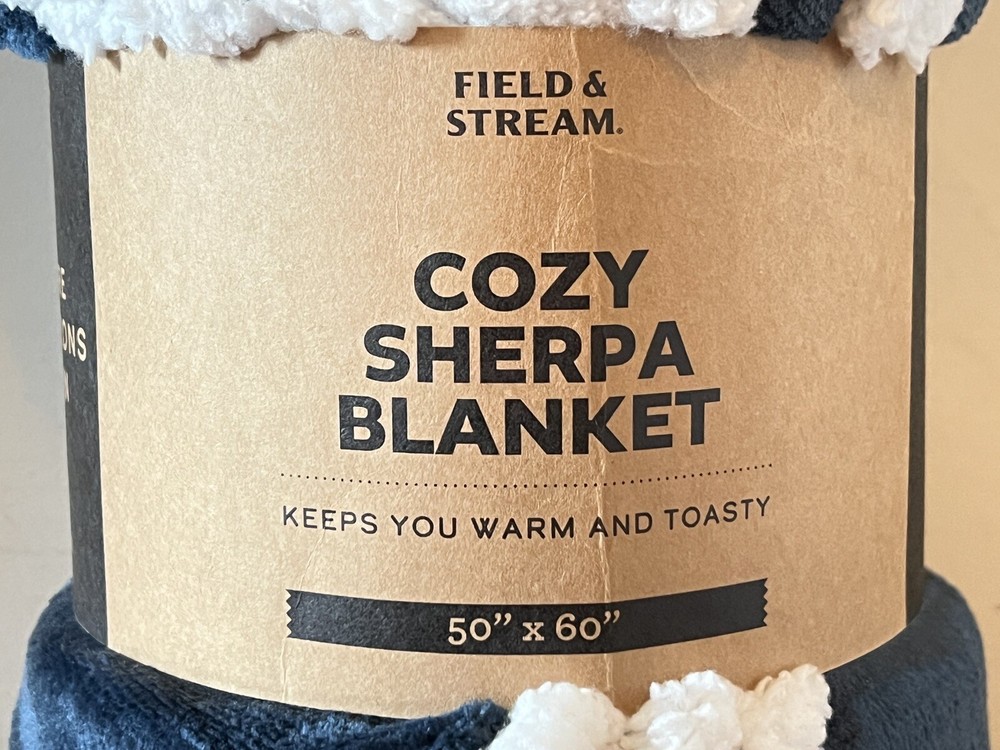 FIELD &
STREAM.
COZY
SHERPA
BLANKET
KEEPS YOU WARM AND TOASTY
50” x 60”